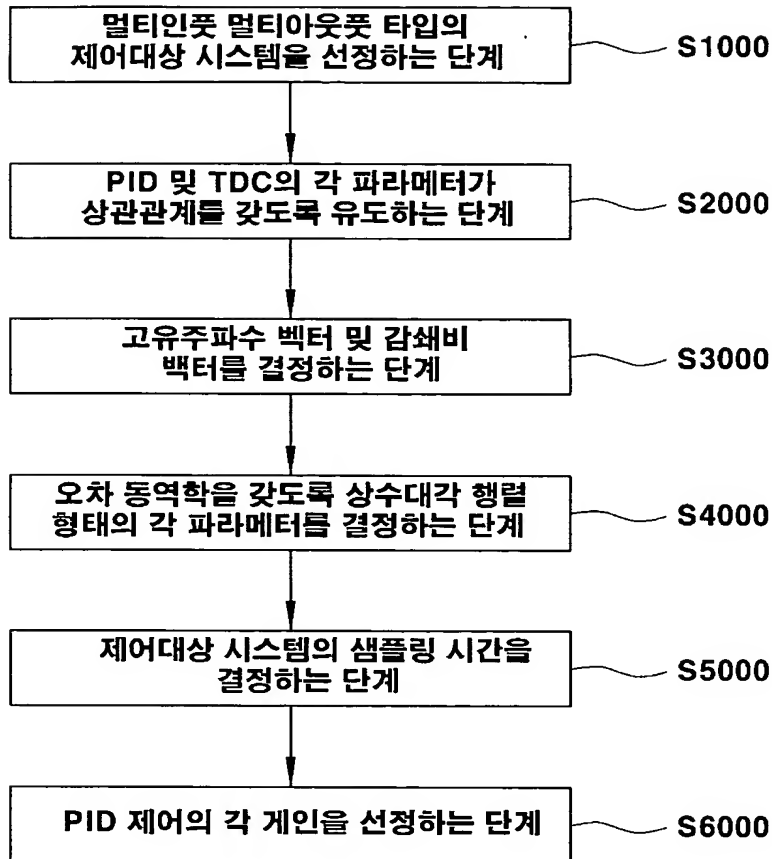 멀티인풋 멀티아웃풋 타입의
제어대상 시스템을 선정하는 단계
S1000
PID 및 TDC의 각 파라메터가
상관관계를 갖도록 유도하는 단계
S2000
고유주파수 벡터 및 감쇄비
백터를 결정하는 단계
S3000
오차 동역학을 갖도록 상수대각 행렬
형태의 각 파라메터를 결정하는 단계
S4000
제어대상 시스템의 샘플링 시간을
결정하는 단계
S5000
PID 제어의 각 게인을 선정하는 단계
S6000